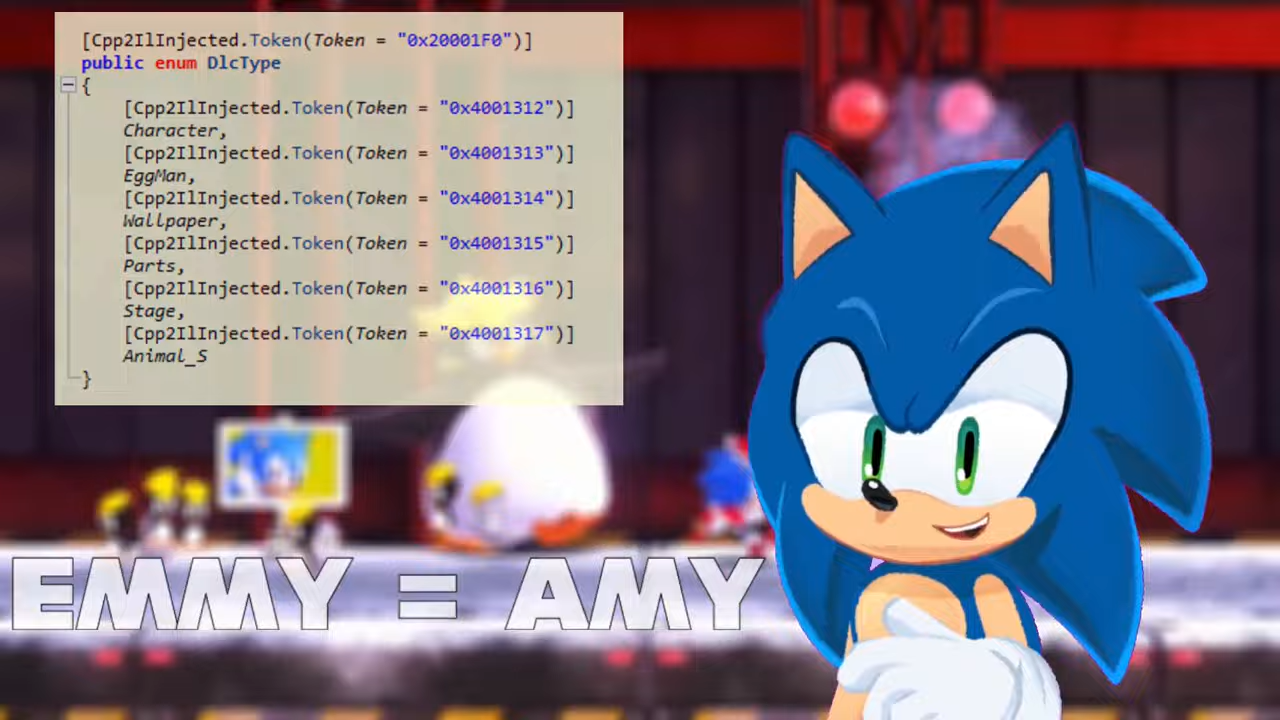 [Cpp2IlInjected.Token(Token = "0x20001F0")]
public enum DlcType
{
[Cpp2IlInjected.Token(Token = "0x4001312")]
Character,
[Cpp2IlInjected.Token(Token = "0x4001313")]
EggMan,
[Cpp2IlInjected.Token(Token = "0x4001314")]
Wallpaper,
[Cpp2IlInjected.Token(Token = "0x4001315")]
Parts,
[Cpp2IlInjected.Token(Token = "0x4001316")]
Stage,
[Cpp2IlInjected.Token(Token = "0x4001317")]
Animal_S
}
EMMY = AMY